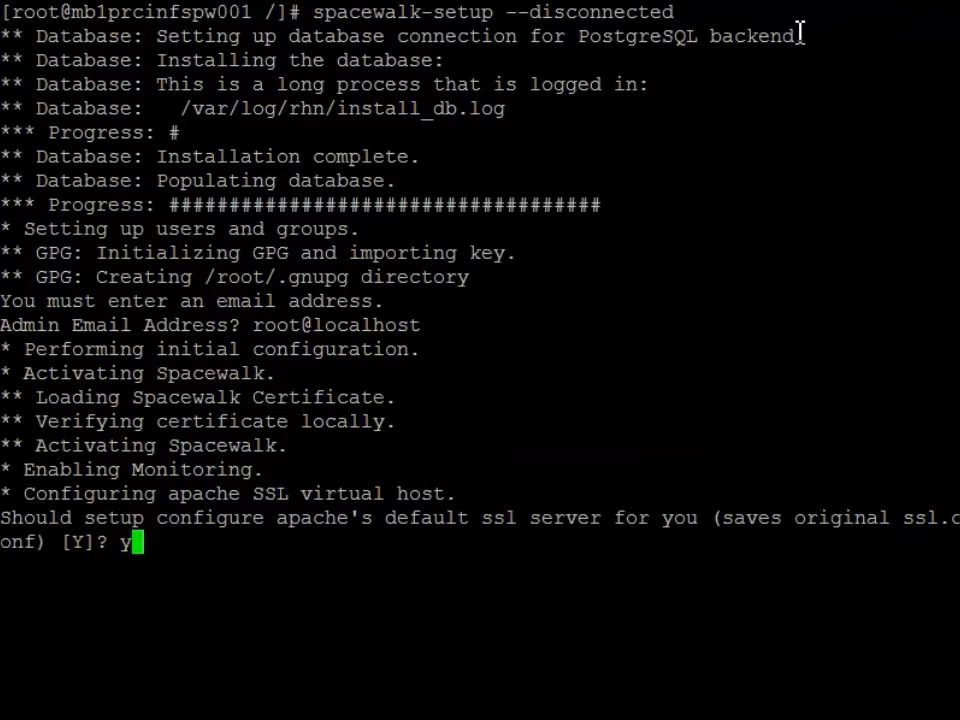 [root@mb1prcinfspw001 /]# spacewalk-setup --disconnected
** Database: Setting up database connection for PostgreSQL backend.
** Database: Installing the database:
** Database: This is a long process that is logged in:
** Database:   /var/log/rhn/install_db.log
*** Progress: #
** Database: Installation complete.
** Database: Populating database.
*** Progress: ####################################
* Setting up users and groups.
** GPG: Initializing GPG and importing key.
** GPG: Creating /root/.gnupg directory
You must enter an email address.
Admin Email Address? root@localhost
* Performing initial configuration.
* Activating Spacewalk.
** Loading Spacewalk Certificate.
** Verifying certificate locally.
** Activating Spacewalk.
* Enabling Monitoring.
* Configuring apache SSL virtual host.
Should setup configure apache's default ssl server for you (saves original ssl.c
onf) [Y]? y